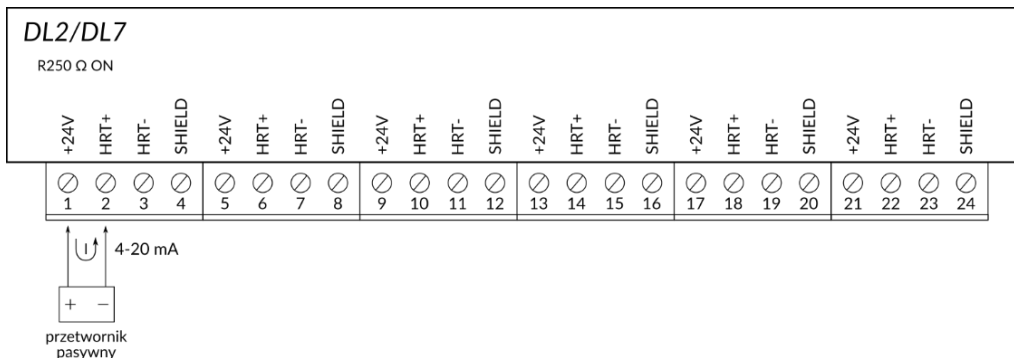 DL2/DL7
R250 Ω ON
+24V HRT+ HRT- SHIELD +24V HRT+ HRT- SHIELD +24V HRT+ HRT- SHIELD +24V HRT+ HRT- SHIELD +24V HRT+ HRT- SHIELD +24V HRT+ HRT- SHIELD
1 2 3 4 5 6 7 8 9 10 11 12 13 14 15 16 17 18 19 20 21 22 23 24
I 4-20 mA
+ −
przetwornik
pasywny